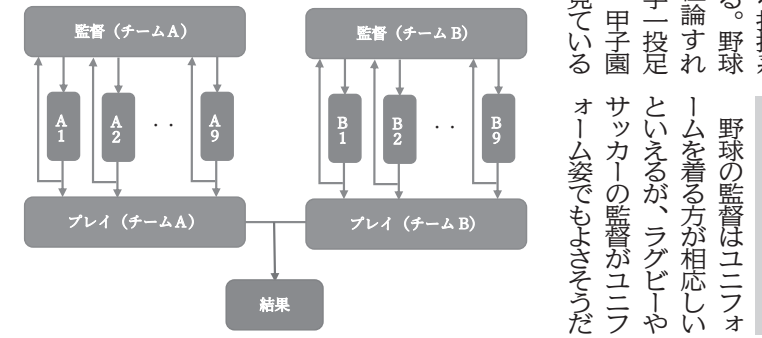 監督（チームA）
監督（チームB）
A1
A2
・・
A9
B1
B2
・・
B9
プレイ（チームA）
プレイ（チームB）
結果
る。野球
論すれ
一投足
甲子園
見ている
野球の監督はユニフォ
ームを着る方が相応しい
といえるが、ラグビーや
サッカーの監督がユニフ
ォーム姿でもよさそうだ